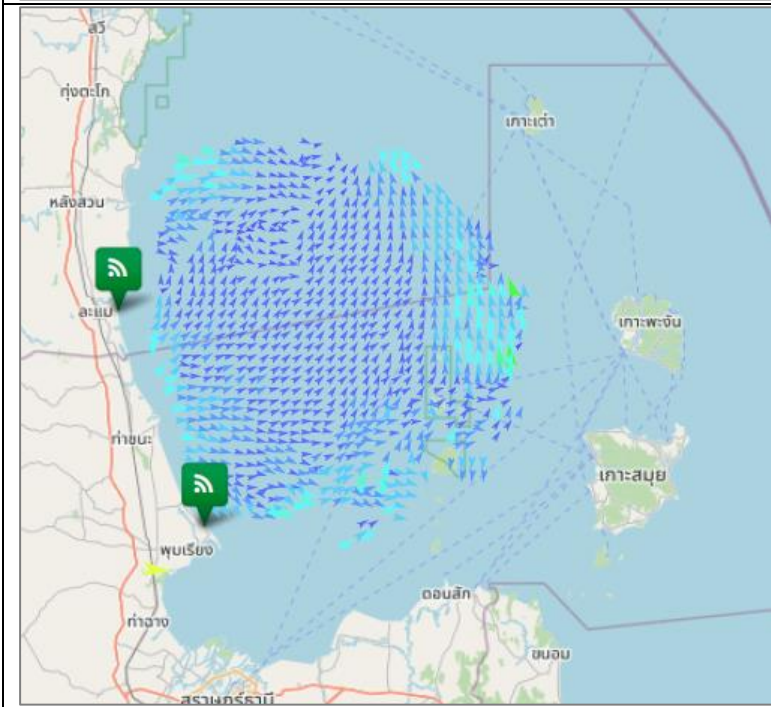 สวี
ทุ่งตะโก
เกาะเต่า
หลังสวน
ละแม
เกาะพะงัน
ท่าชนะ
เกาะสมุย
พุมเรียง
ดอนสัก
ท่าฉาง
ขนอม
สุราษฎร์ธานี